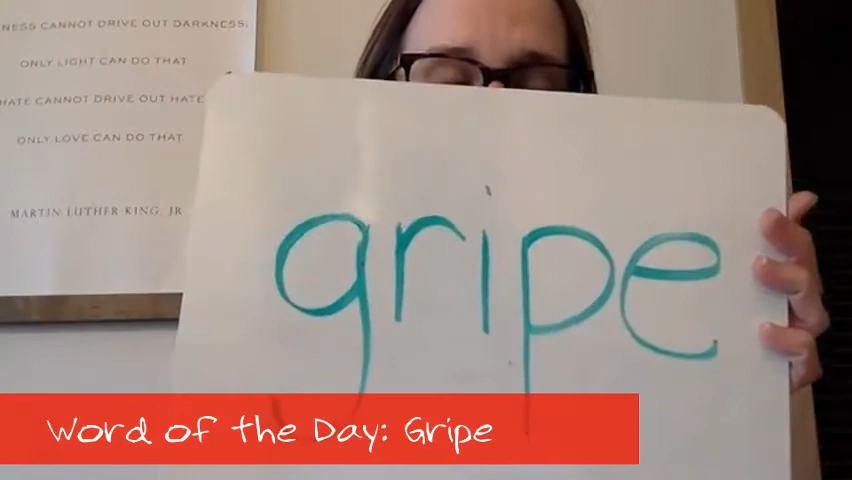 NESS CANNOT DRIVE OUT DARKNESS;
ONLY LIGHT CAN DO THAT
HATE CANNOT DRIVE OUT HATE
ONLY LOVE CAN DO THAT
MARTIN LUTHER KING, JR
gripe
Word of the Day: Gripe